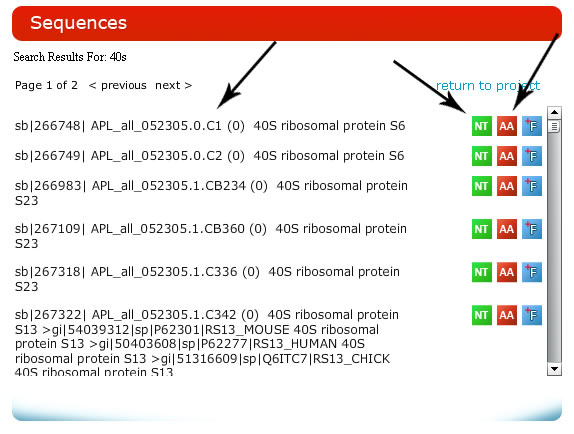 Sequences
Search Results For: 40s
Page 1 of 2 < previous next >
return to project
sb|266748| APL_all_052305.0.C1 (0) 40S ribosomal protein S6 NT AA +F
sb|266749| APL_all_052305.0.C2 (0) 40S ribosomal protein S6 NT AA +F
sb|266983| APL_all_052305.1.CB234 (0) 40S ribosomal protein NT AA +F
S23
sb|267109| APL_all_052305.1.CB360 (0) 40S ribosomal protein NT AA +F
S23
sb|267318| APL_all_052305.1.C336 (0) 40S ribosomal protein NT AA +F
S23
sb|267322| APL_all_052305.1.C342 (0) 40S ribosomal protein NT AA +F
S13 >gi|54039312|sp|P62301|RS13_MOUSE 40S ribosomal
protein S13 >gi|50403608|sp|P62277|RS13_HUMAN 40S
ribosomal protein S13 >gi|51316609|sp|Q6ITC7|RS13_CHICK
40S ribosomal protein S13